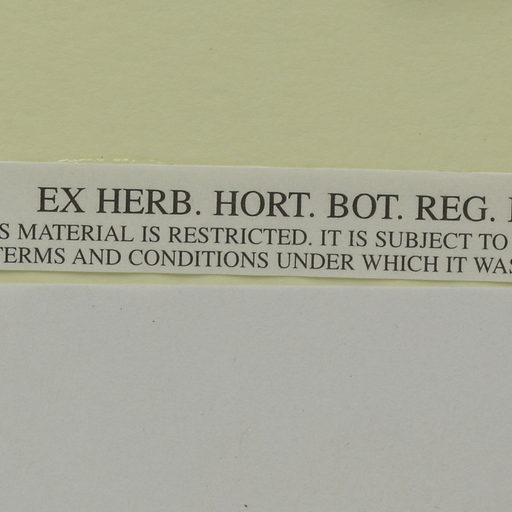 EX HERB. HORT. BOT. REG.
S MATERIAL IS RESTRICTED. IT IS SUBJECT TO
TERMS AND CONDITIONS UNDER WHICH IT WAS